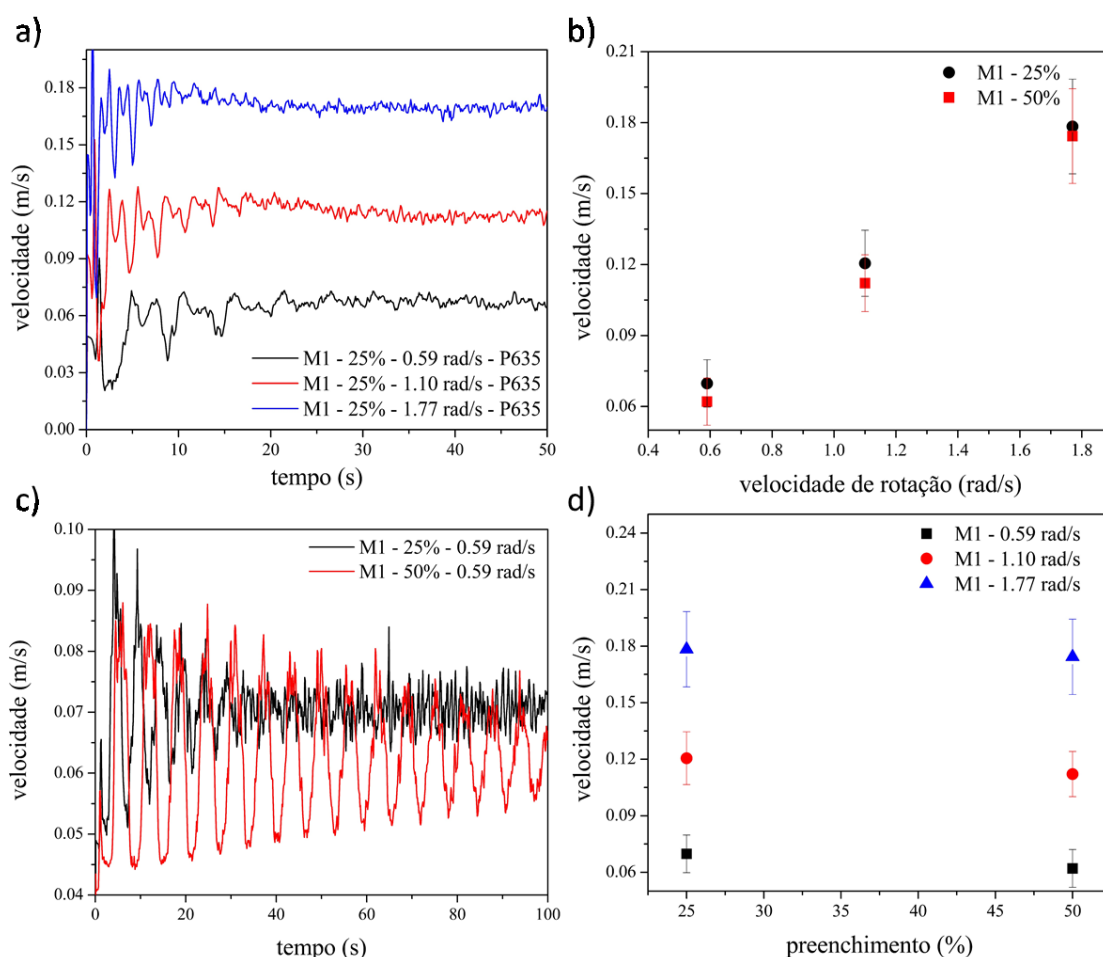 a)
velocidade (m/s)
0.18
0.15
0.12
0.09
0.06
0.03
0.00
M1 - 25% - 0.59 rad/s - P635
M1 - 25% - 1.10 rad/s - P635
M1 - 25% - 1.77 rad/s - P635
0 10 20 30 40 50
tempo (s)
b)
velocidade (m/s)
0.21
0.18
0.15
0.12
0.09
0.06
M1 - 25%
M1 - 50%
0.4 0.6 0.8 1.0 1.2 1.4 1.6 1.8
velocidade de rotação (rad/s)
c)
velocidade (m/s)
0.10
0.09
0.08
0.07
0.06
0.05
0.04
M1 - 25% - 0.59 rad/s
M1 - 50% - 0.59 rad/s
0 20 40 60 80 100
tempo (s)
d)
velocidade (m/s)
0.24
0.21
0.18
0.15
0.12
0.09
0.06
M1 - 0.59 rad/s
M1 - 1.10 rad/s
M1 - 1.77 rad/s
25 30 35 40 45 50
preenchimento (%)